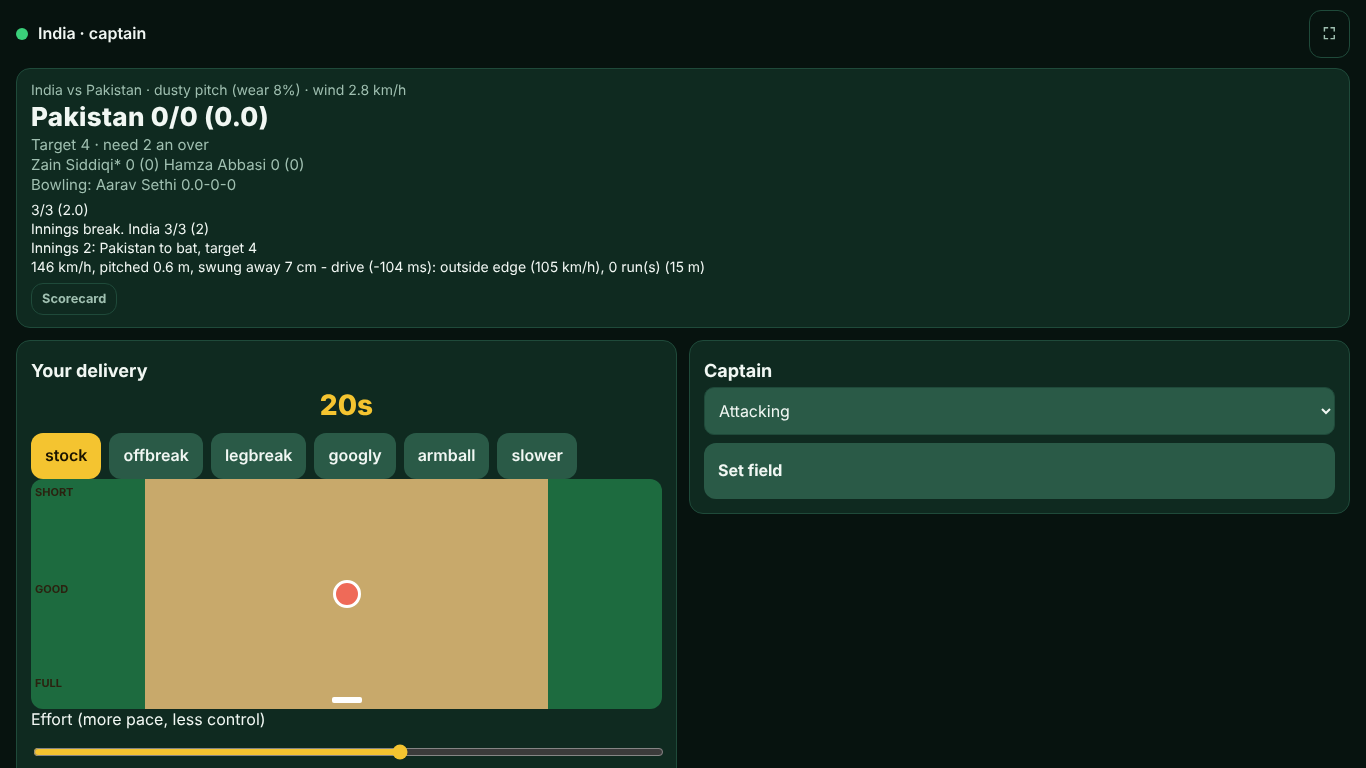 India · captain
India vs Pakistan · dusty pitch (wear 8%) · wind 2.8 km/h
Pakistan 0/0 (0.0)
Target 4 · need 2 an over
Zain Siddiqi* 0 (0) Hamza Abbasi 0 (0)
Bowling: Aarav Sethi 0.0-0-0
3/3 (2.0)
Innings break. India 3/3 (2)
Innings 2: Pakistan to bat, target 4
146 km/h, pitched 0.6 m, swung away 7 cm - drive (-104 ms): outside edge (105 km/h), 0 run(s) (15 m)
Scorecard
Your delivery
20s
stock offbreak legbreak googly armball slower
SHORT
GOOD
FULL
Effort (more pace, less control)
Captain
Attacking
Set field